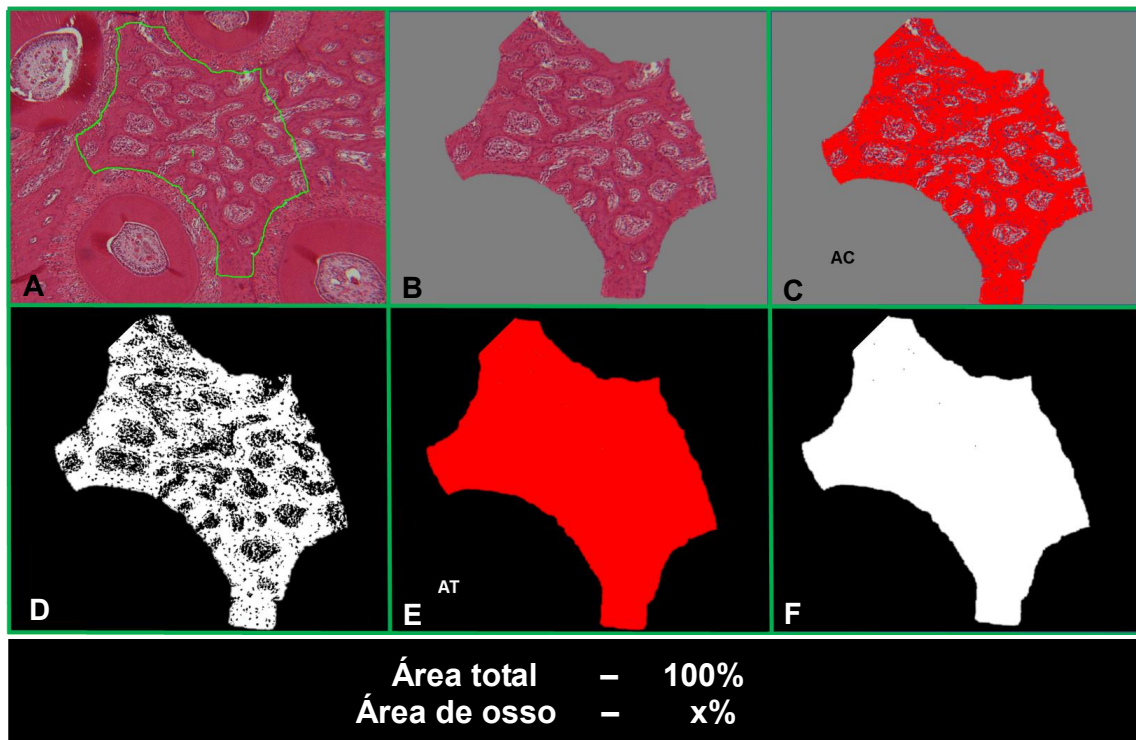 A
B
AC
C
D
AT
E
F
Área total – 100%
Área de osso – x%